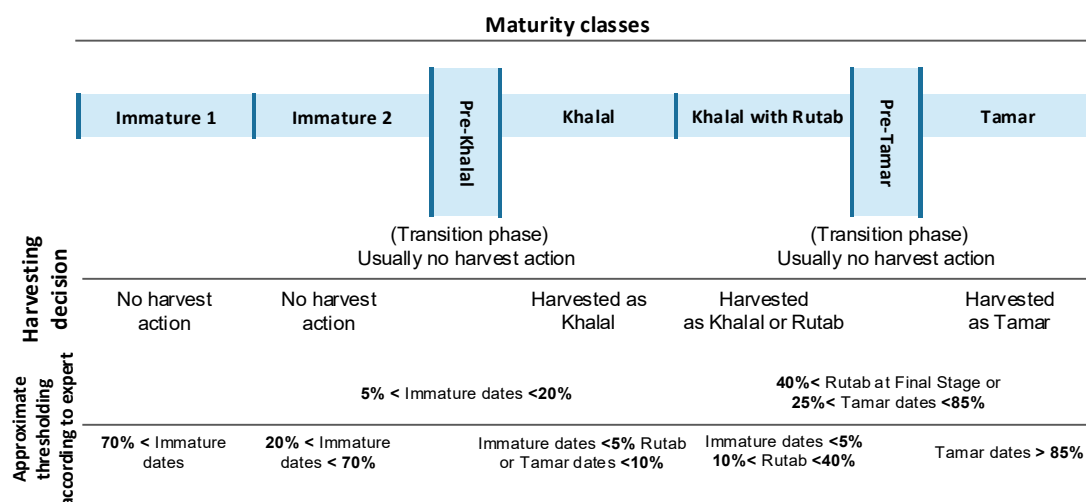 Maturity classes
Immature 1
Immature 2
Pre-Khalal
Khalal
Khalal with Rutab
Pre-Tamar
Tamar
(Transition phase)
Usually no harvest action
(Transition phase)
Usually no harvest action
Harvesting
decision
No harvest
action
No harvest
action
Harvested as
Khalal
Harvested
as Khalal or Rutab
Harvested
as Tamar
Approximate
thresholding
according to expert
5% < Immature dates <20%
40%< Rutab at Final Stage or
25%< Tamar dates <85%
70% < Immature
dates
20% < Immature
dates < 70%
Immature dates <5% Rutab
or Tamar dates <10%
Immature dates <5%
10%< Rutab <40%
Tamar dates > 85%